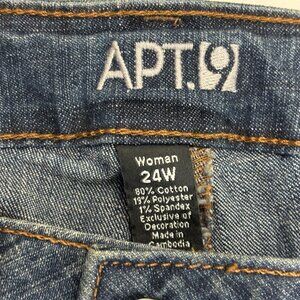 APT.9
Woman
24W
80% Cotton
19% Polyester
1% Spandex
Exclusive of
Decoration
Made in
Cambodia